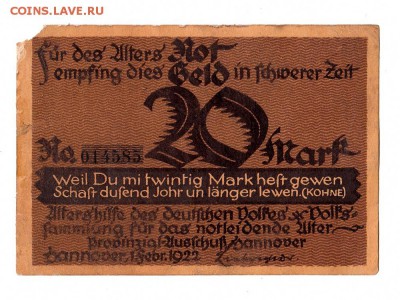 COINS.LAVE.RU
für des Alters Not
empfing dies Geld in schwerer Zeit
20
No. 014585 Mark
Weil Du mi twintig Mark hest gewen
Schast dusend Johr un länger lewen. (KÖHNE)
Altershilfe des deutschen Volkes Volks-
sammlung für das notleidende Alter
Provinzial-Ausschuß Hannover
Hannover, 1. Febr. 1922